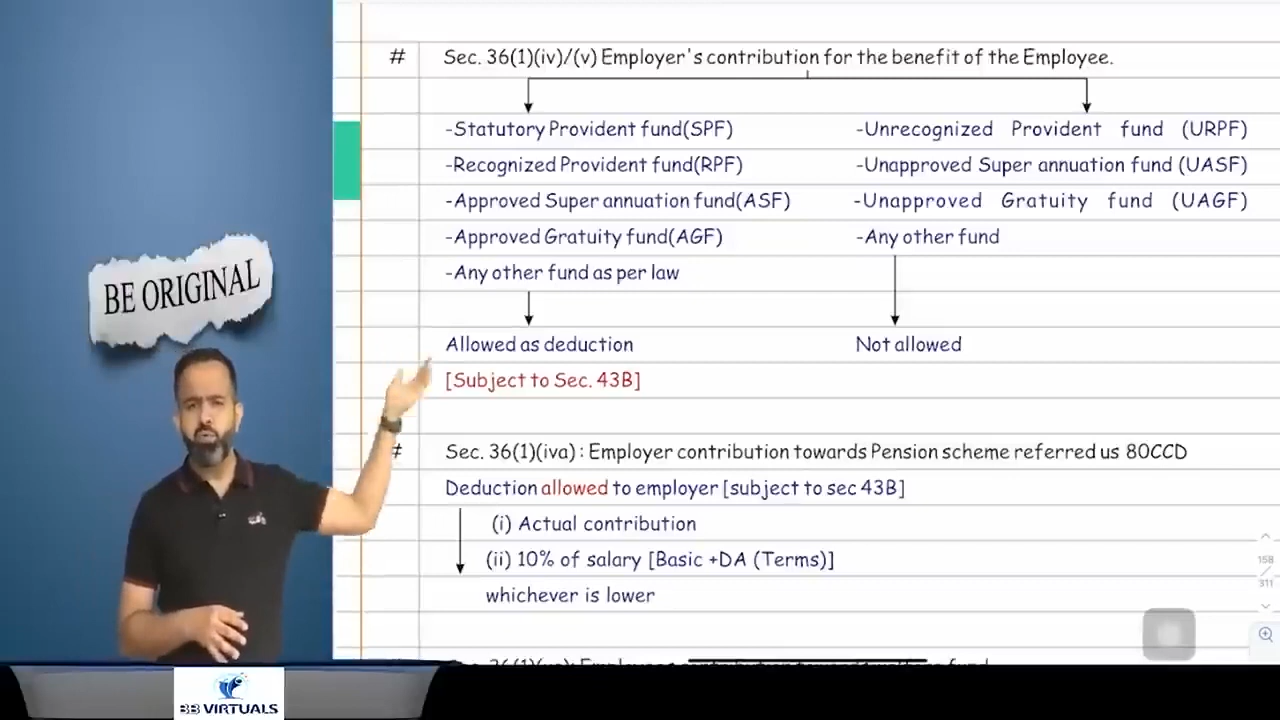 BE ORIGINAL
BB VIRTUALS
# Sec. 36(1)(iv)/(v) Employer's contribution for the benefit of the Employee.
-Statutory Provident fund(SPF)
-Recognized Provident fund(RPF)
-Approved Super annuation fund(ASF)
-Approved Gratuity fund(AGF)
-Any other fund as per law
Allowed as deduction
[Subject to Sec. 43B]
-Unrecognized Provident fund (URPF)
-Unapproved Super annuation fund (UASF)
-Unapproved Gratuity fund (UAGF)
-Any other fund
Not allowed
# Sec. 36(1)(iva) : Employer contribution towards Pension scheme referred us 80CCD
Deduction allowed to employer [subject to sec 43B]
(i) Actual contribution
(ii) 10% of salary [Basic +DA (Terms)]
whichever is lower
158
/
311